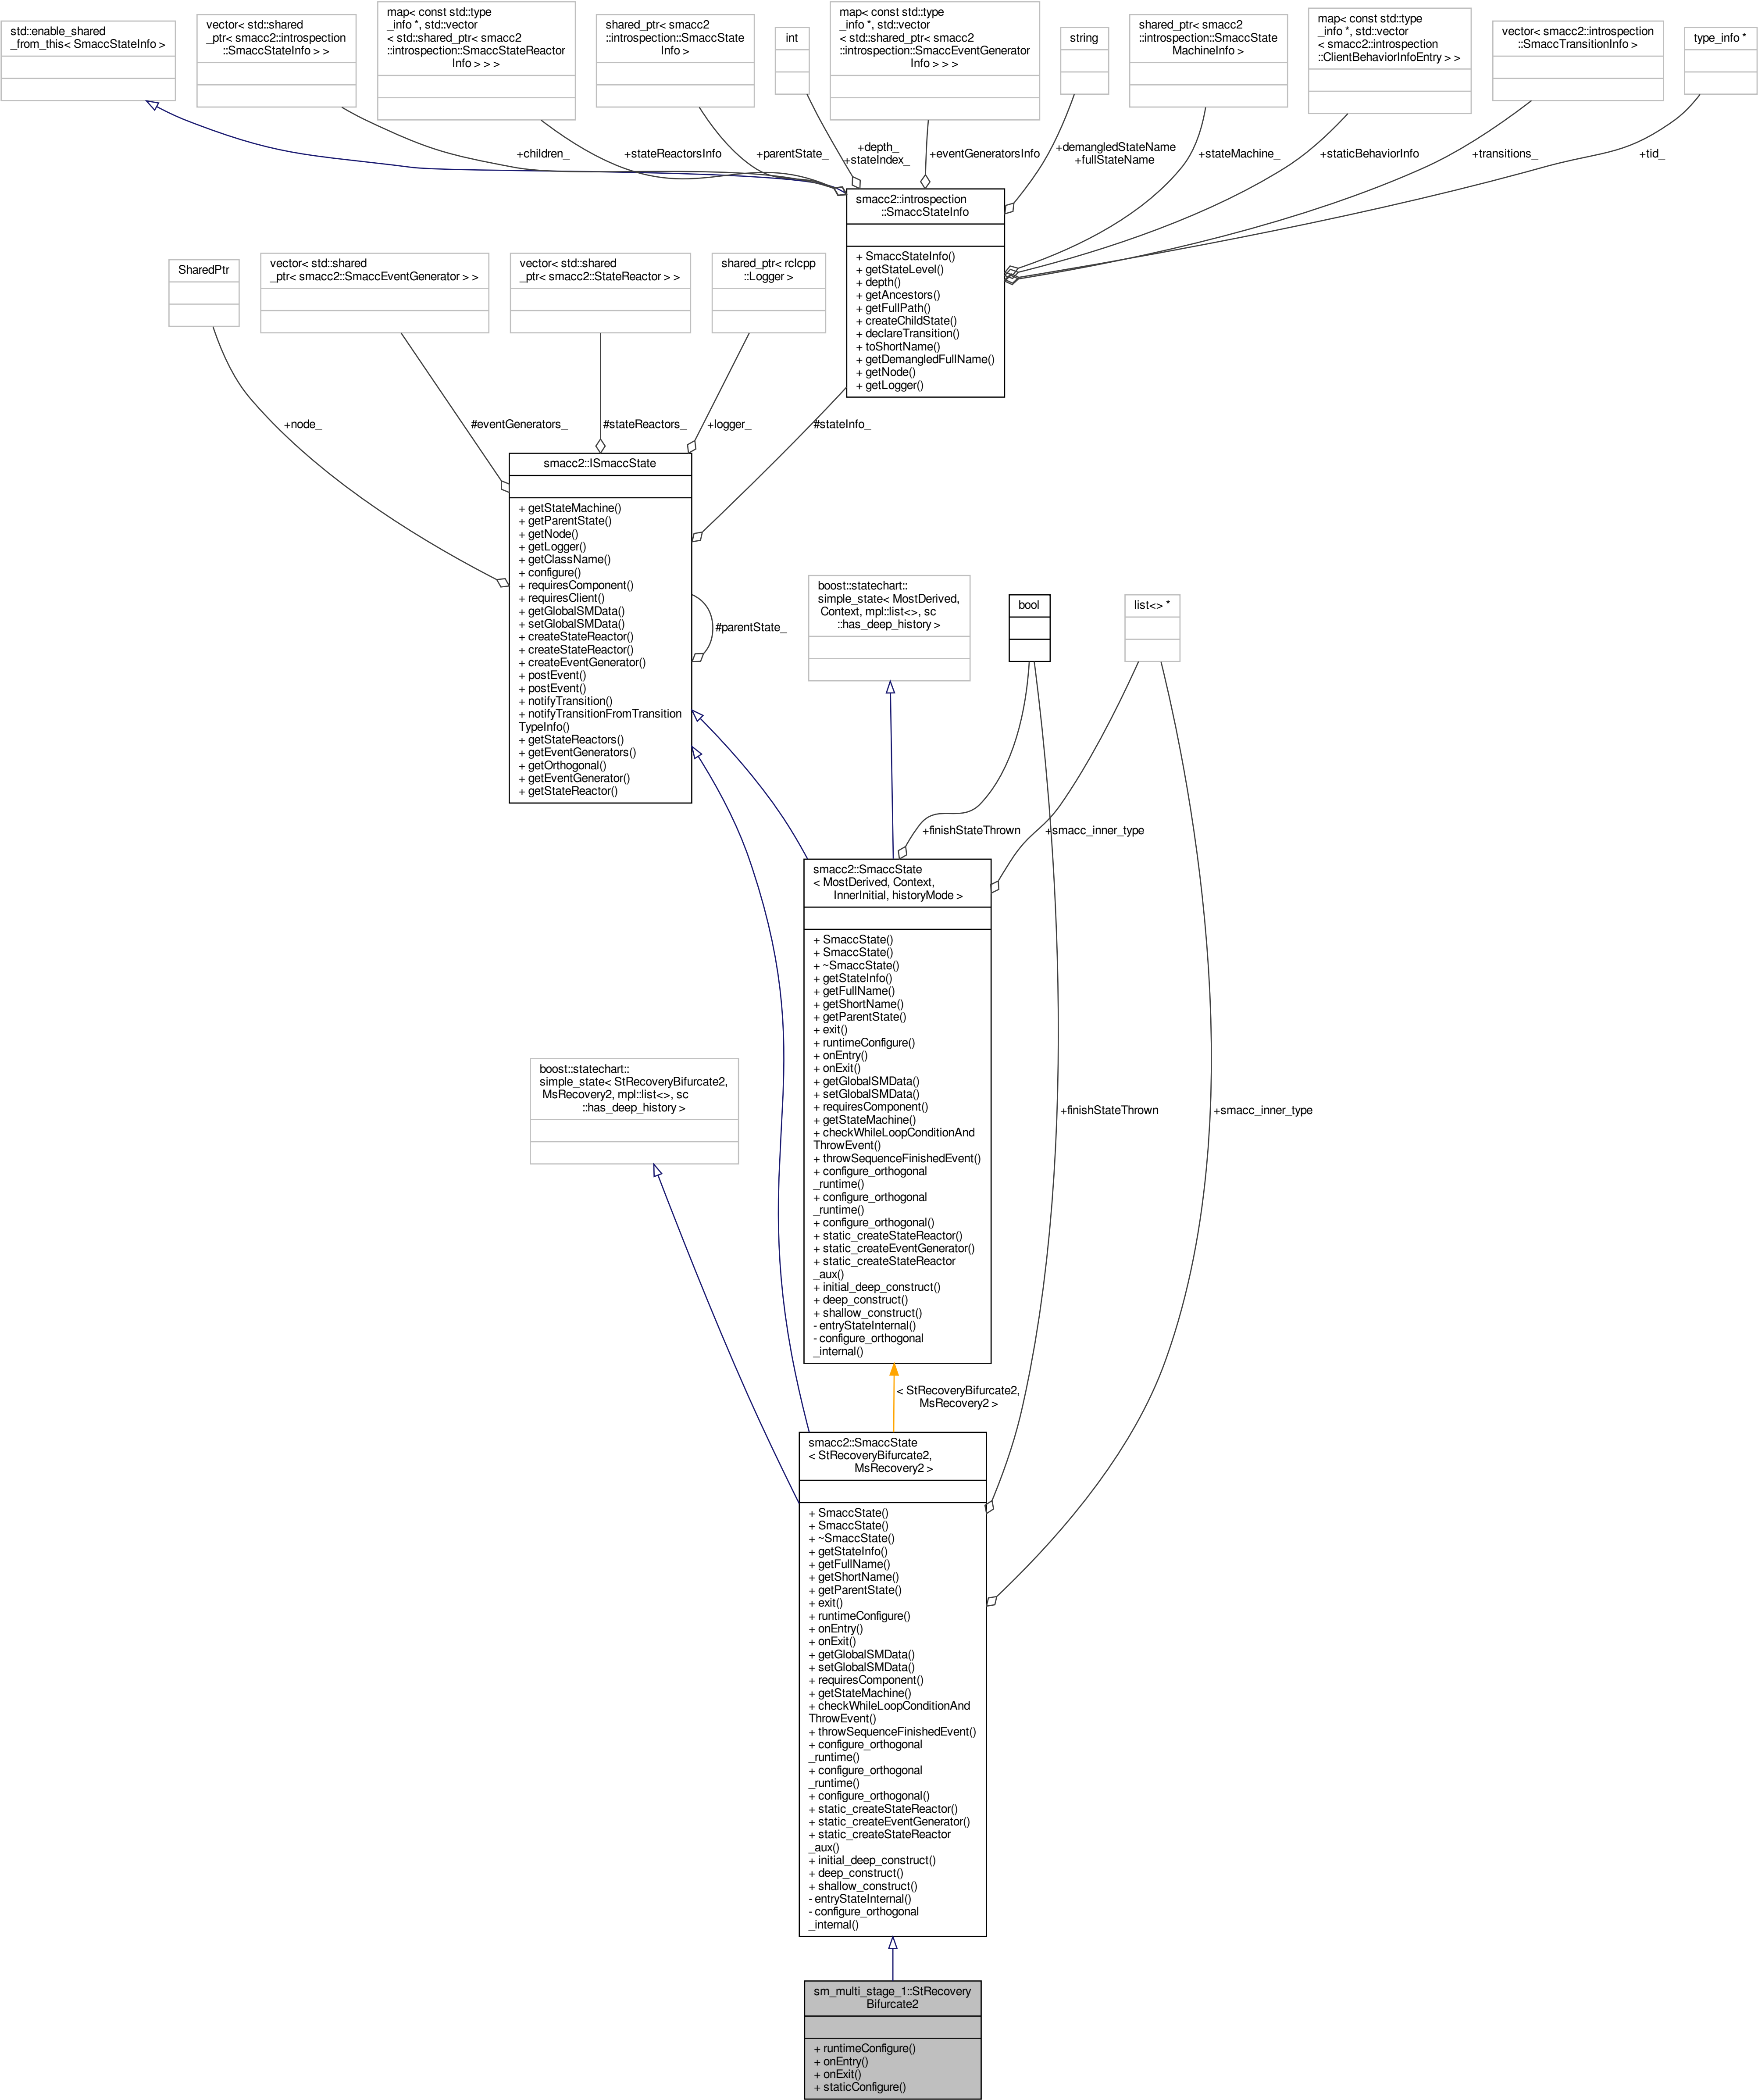 std::enable_shared
_from_this< SmaccStateInfo >
vector< std::shared
_ptr< smacc2::introspection
::SmaccStateInfo > >
map< const std::type
_info *, std::vector
< std::shared_ptr< smacc2
::introspection::SmaccStateReactor
Info > > >
shared_ptr< smacc2
::introspection::SmaccState
Info >
int
map< const std::type
_info *, std::vector
< std::shared_ptr< smacc2
::introspection::SmaccEventGenerator
Info > > >
string
shared_ptr< smacc2
::introspection::SmaccState
MachineInfo >
map< const std::type
_info *, std::vector
< smacc2::introspection
::ClientBehaviorInfoEntry > >
vector< smacc2::introspection
::SmaccTransitionInfo >
type_info *
+children_
+stateReactorsInfo
+parentState_
+depth_
+stateIndex_
+eventGeneratorsInfo
+demangledStateName
+fullStateName
+stateMachine_
+staticBehaviorInfo
+transitions_
+tid_
smacc2::introspection
::SmaccStateInfo
+ SmaccStateInfo()
+ getStateLevel()
+ depth()
+ getAncestors()
+ getFullPath()
+ createChildState()
+ declareTransition()
+ toShortName()
+ getDemangledFullName()
+ getNode()
+ getLogger()
SharedPtr
vector< std::shared
_ptr< smacc2::SmaccEventGenerator > >
vector< std::shared
_ptr< smacc2::StateReactor > >
shared_ptr< rclcpp
::Logger >
+node_
#eventGenerators_
#stateReactors_
+logger_
#stateInfo_
smacc2::ISmaccState
+ getStateMachine()
+ getParentState()
+ getNode()
+ getLogger()
+ getClassName()
+ configure()
+ requiresComponent()
+ requiresClient()
+ getGlobalSMData()
+ setGlobalSMData()
+ createStateReactor()
+ createStateReactor()
+ createEventGenerator()
+ postEvent()
+ postEvent()
+ notifyTransition()
+ notifyTransitionFromTransition
TypeInfo()
+ getStateReactors()
+ getEventGenerators()
+ getOrthogonal()
+ getEventGenerator()
+ getStateReactor()
#parentState_
boost::statechart::
simple_state< MostDerived,
Context, mpl::list<>, sc
::has_deep_history >
bool
list<> *
+finishStateThrown
+smacc_inner_type
smacc2::SmaccState
< MostDerived, Context,
InnerInitial, historyMode >
+ SmaccState()
+ SmaccState()
+ ~SmaccState()
+ getStateInfo()
+ getFullName()
+ getShortName()
+ getParentState()
+ exit()
+ runtimeConfigure()
+ onEntry()
+ onExit()
+ getGlobalSMData()
+ setGlobalSMData()
+ requiresComponent()
+ getStateMachine()
+ checkWhileLoopConditionAnd
ThrowEvent()
+ throwSequenceFinishedEvent()
+ configure_orthogonal
_runtime()
+ configure_orthogonal
_runtime()
+ configure_orthogonal()
+ static_createStateReactor()
+ static_createEventGenerator()
+ static_createStateReactor
_aux()
+ initial_deep_construct()
+ deep_construct()
+ shallow_construct()
- entryStateInternal()
- configure_orthogonal
_internal()
boost::statechart::
simple_state< StRecoveryBifurcate2,
MsRecovery2, mpl::list<>, sc
::has_deep_history >
+finishStateThrown
+smacc_inner_type
< StRecoveryBifurcate2,
MsRecovery2 >
smacc2::SmaccState
< StRecoveryBifurcate2,
MsRecovery2 >
+ SmaccState()
+ SmaccState()
+ ~SmaccState()
+ getStateInfo()
+ getFullName()
+ getShortName()
+ getParentState()
+ exit()
+ runtimeConfigure()
+ onEntry()
+ onExit()
+ getGlobalSMData()
+ setGlobalSMData()
+ requiresComponent()
+ getStateMachine()
+ checkWhileLoopConditionAnd
ThrowEvent()
+ throwSequenceFinishedEvent()
+ configure_orthogonal
_runtime()
+ configure_orthogonal
_runtime()
+ configure_orthogonal()
+ static_createStateReactor()
+ static_createEventGenerator()
+ static_createStateReactor
_aux()
+ initial_deep_construct()
+ deep_construct()
+ shallow_construct()
- entryStateInternal()
- configure_orthogonal
_internal()
sm_multi_stage_1::StRecovery
Bifurcate2
+ runtimeConfigure()
+ onEntry()
+ onExit()
+ staticConfigure()